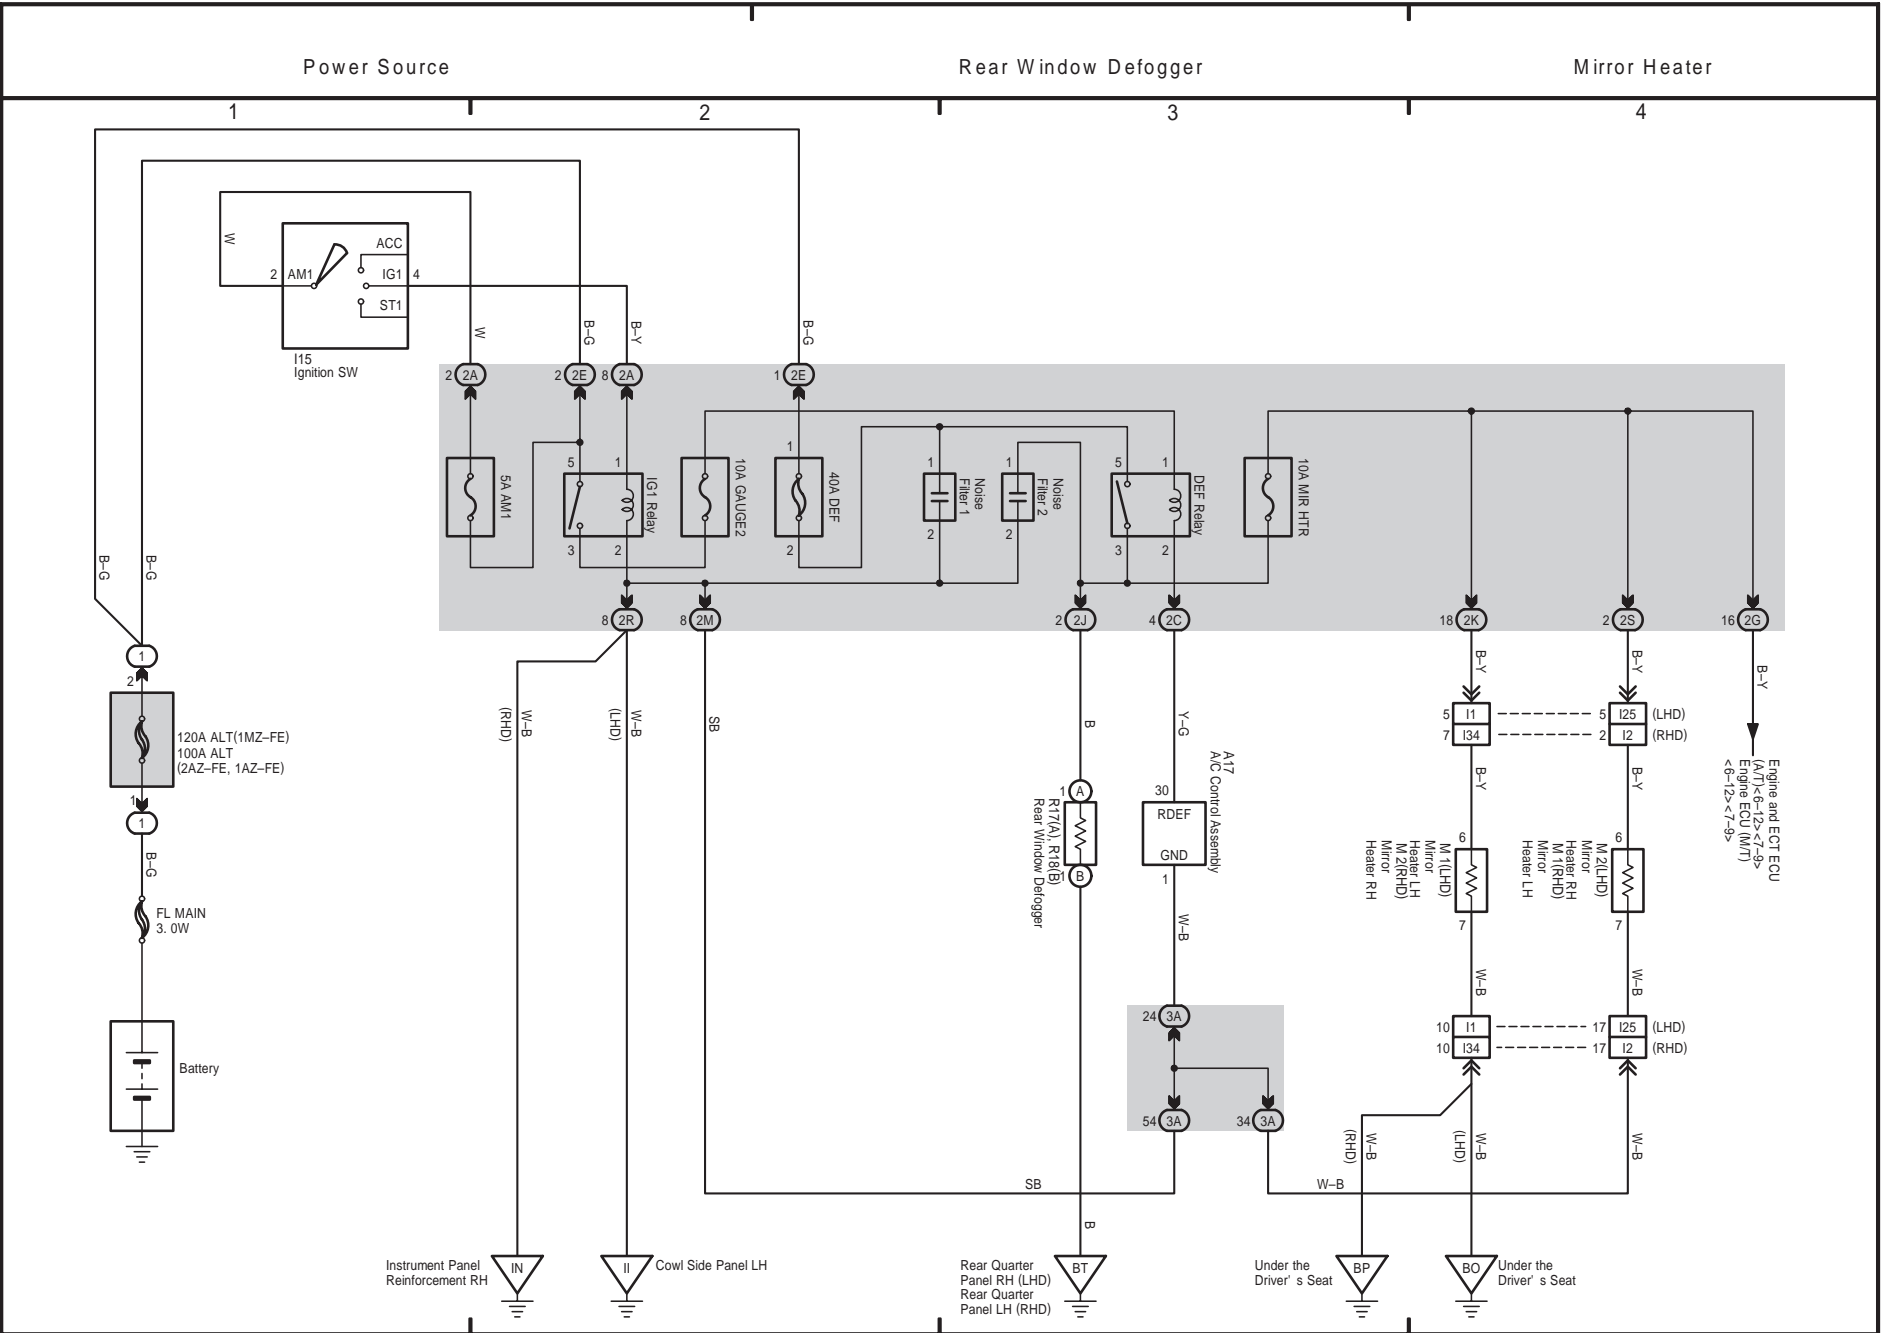 Power Source
Rear Window Defogger
Mirror Heater
1
2
3
4
W
ACC
2
AM1
IG1
4
ST1
I15
Ignition SW
W
B–G
B–Y
B–G
2
2A
2
2E
8
2A
1
2E
5A AM1
5
1
3
2
IG1 Relay
10A GAUGE2
1
2
40A DEF
1
2
Noise
Filter 1
1
2
Noise
Filter 2
5
1
3
2
DEF Relay
10A MIR HTR
8
2R
8
2M
2
2J
4
2C
18
2K
2
2S
16
2G
B–G
B–G
1
2
120A ALT(1MZ–FE)
100A ALT
(2AZ–FE, 1AZ–FE)
1
1
B–G
FL MAIN
3. 0W
Battery
W–B
(RHD)
W–B
(LHD)
SB
B
Y–G
B–Y
B–Y
B–Y
5
I1
5
I25
(LHD)
7
I34
2
I2
(RHD)
B–Y
B–Y
Engine and ECT ECU
(A/T)<6–12><7–9>
Engine ECU (M/T)
<6–12><7–9>
1
A
R17(A), R18(B)
Rear Window Defogger
1
B
A17
A/C Control Assembly
30
RDEF
GND
1
W–B
6
M 1(LHD)
Mirror
Heater LH
M 2(RHD)
Mirror
Heater RH
7
6
M 2(LHD)
Mirror
Heater RH
M 1(RHD)
Mirror
Heater LH
7
W–B
W–B
24
3A
54
3A
34
3A
10
I1
17
I25
(LHD)
10
I34
17
I2
(RHD)
W–B
(RHD)
W–B
(LHD)
W–B
SB
W–B
B
Instrument Panel
Reinforcement RH
IN
II
Cowl Side Panel LH
Rear Quarter
Panel RH (LHD)
Rear Quarter
Panel LH (RHD)
BT
Under the
Driver' s Seat
BP
BO
Under the
Driver' s Seat